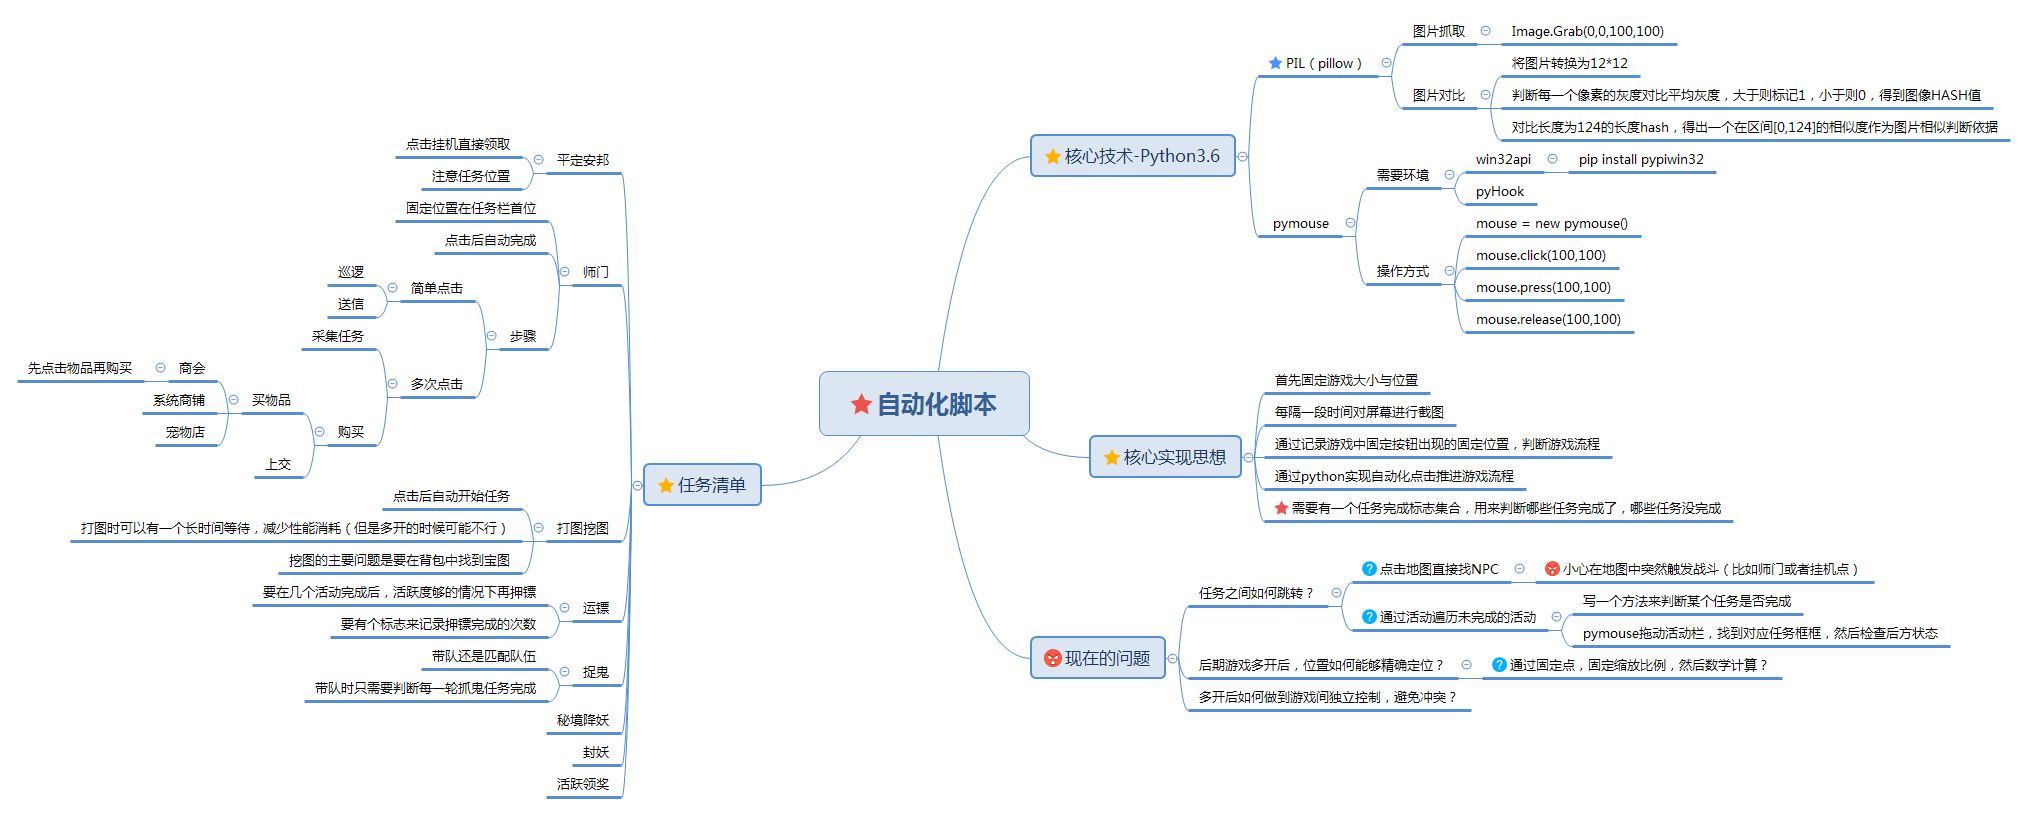 自动化脚本
核心技术-Python3.6
PIL（pillow）
图片抓取
Image.Grab(0,0,100,100)
图片对比
将图片转换为12*12
判断每一个像素的灰度对比平均灰度，大于则标记1，小于则0，得到图像HASH值
对比长度为124的长度hash，得出一个在区间[0,124]的相似度作为图片相似判断依据
pymouse
需要环境
win32api
pip install pypiwin32
pyHook
操作方式
mouse = new pymouse()
mouse.click(100,100)
mouse.press(100,100)
mouse.release(100,100)
核心实现思想
首先固定游戏大小与位置
每隔一段时间对屏幕进行截图
通过记录游戏中固定按钮出现的固定位置，判断游戏流程
通过python实现自动化点击推进游戏流程
需要有一个任务完成标志集合，用来判断哪些任务完成了，哪些任务没完成
现在的问题
任务之间如何跳转？
点击地图直接找NPC
小心在地图中突然触发战斗（比如师门或者挂机点）
通过活动遍历未完成的活动
写一个方法来判断某个任务是否完成
pymouse拖动活动栏，找到对应任务框框，然后检查后方状态
后期游戏多开后，位置如何能够精确定位？
通过固定点，固定缩放比例，然后数学计算？
多开后如何做到游戏间独立控制，避免冲突？
任务清单
平定安邦
点击挂机直接领取
注意任务位置
师门
固定位置在任务栏首位
点击后自动完成
步骤
简单点击
巡逻
送信
多次点击
采集任务
购买
买物品
商会
先点击物品再购买
系统商铺
宠物店
上交
打图挖图
点击后自动开始任务
打图时可以有一个长时间等待，减少性能消耗（但是多开的时候可能不行）
挖图的主要问题是要在背包中找到宝图
运镖
要在几个活动完成后，活跃度够的情况下再押镖
要有个标志来记录押镖完成的次数
捉鬼
带队还是匹配队伍
带队时只需要判断每一轮抓鬼任务完成
秘境降妖
封妖
活跃领奖